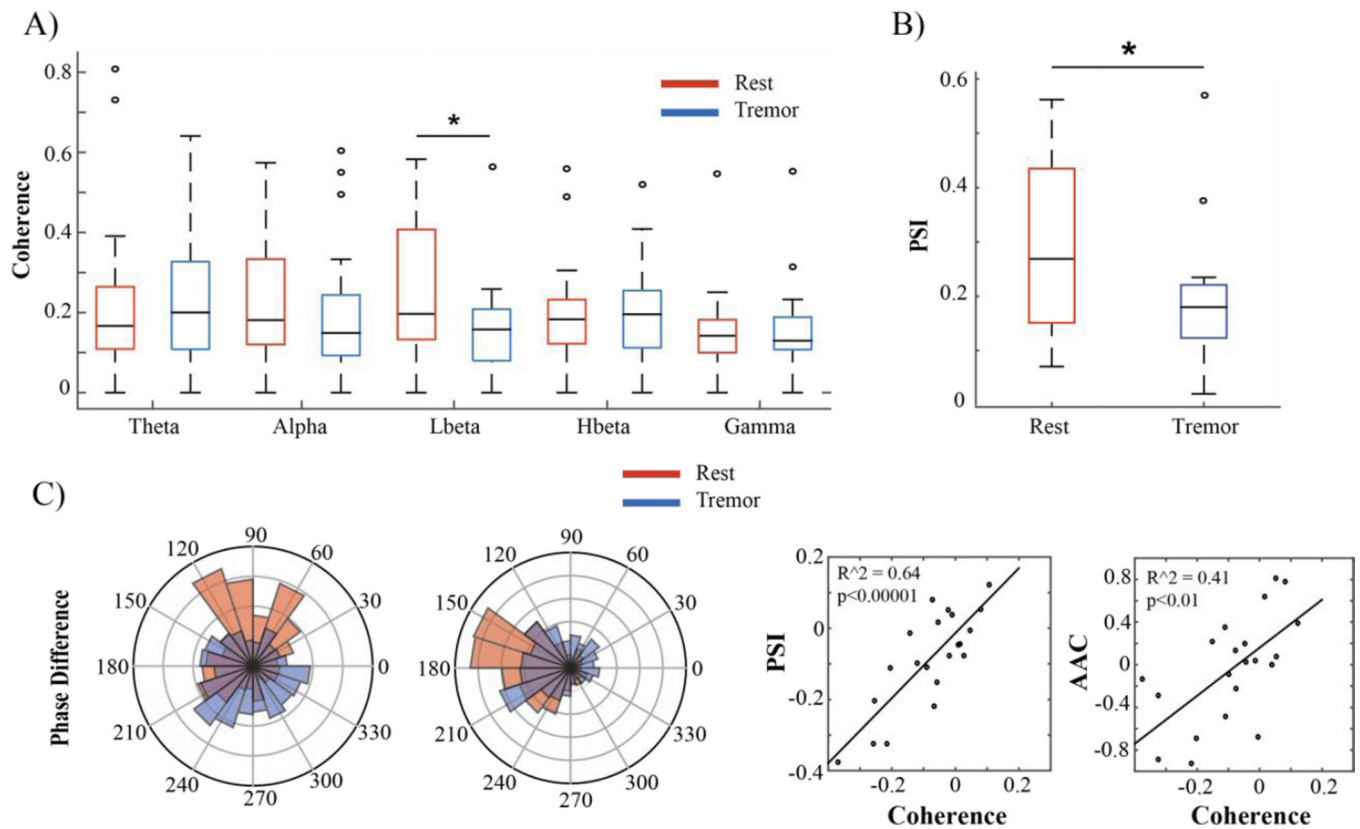 A)
Coherence
0.8
0.6
0.4
0.2
0
Rest
Tremor
*
Theta
Alpha
Lbeta
Hbeta
Gamma
B)
*
PSI
0.6
0.4
0.2
0
Rest
Tremor
Rest
Tremor
C)
Phase Difference
90
120
60
150
30
180
0
210
330
240
300
270
90
120
60
150
30
180
0
210
330
240
300
270
PSI
0.2
0
-0.2
-0.4
R^2 = 0.64
p<0.00001
-0.2
0
0.2
Coherence
AAC
0.8
0.4
0
-0.4
-0.8
R^2 = 0.41
p<0.01
-0.2
0
0.2
Coherence